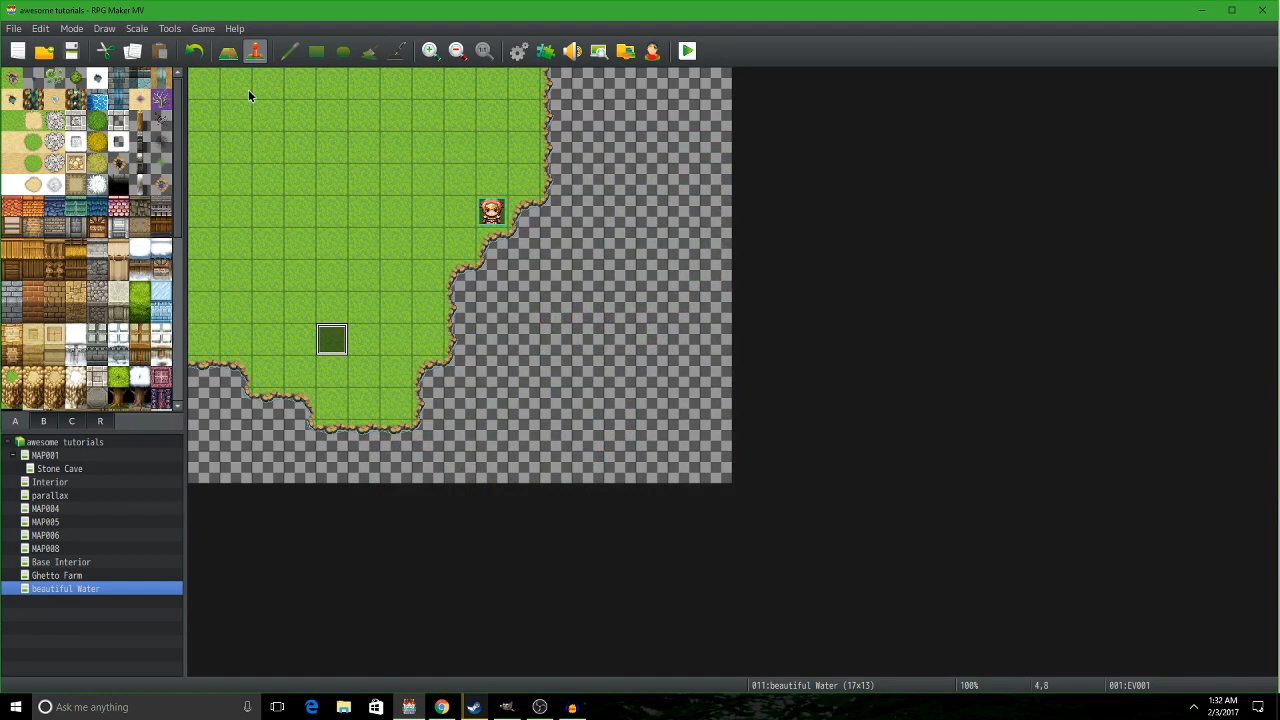 awesome tutorials - RPG Maker MV
File Edit Mode Draw Scale Tools Game Help
A B C R
awesome tutorials
MAP001
Stone Cave
Interior
parallax
MAP004
MAP005
MAP006
MAP008
Base Interior
Ghetto Farm
beautiful Water
011:beautiful Water (17×13) 100% 4,8 001:EV001
Ask me anything
1:32 AM
2/3/2017